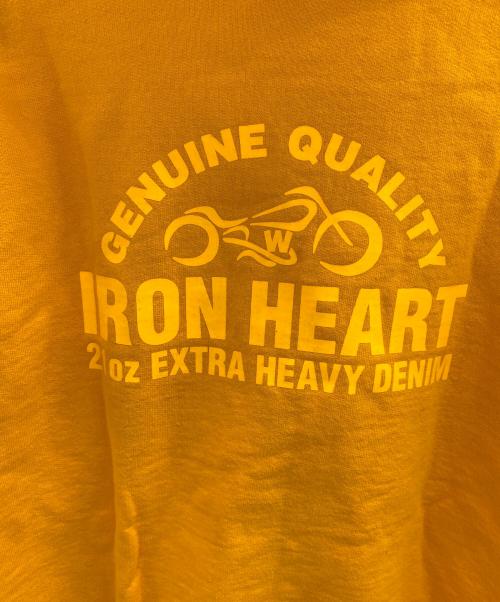 GENUINE QUALITY
W
IRON HEART
21oz EXTRA HEAVY DENIM